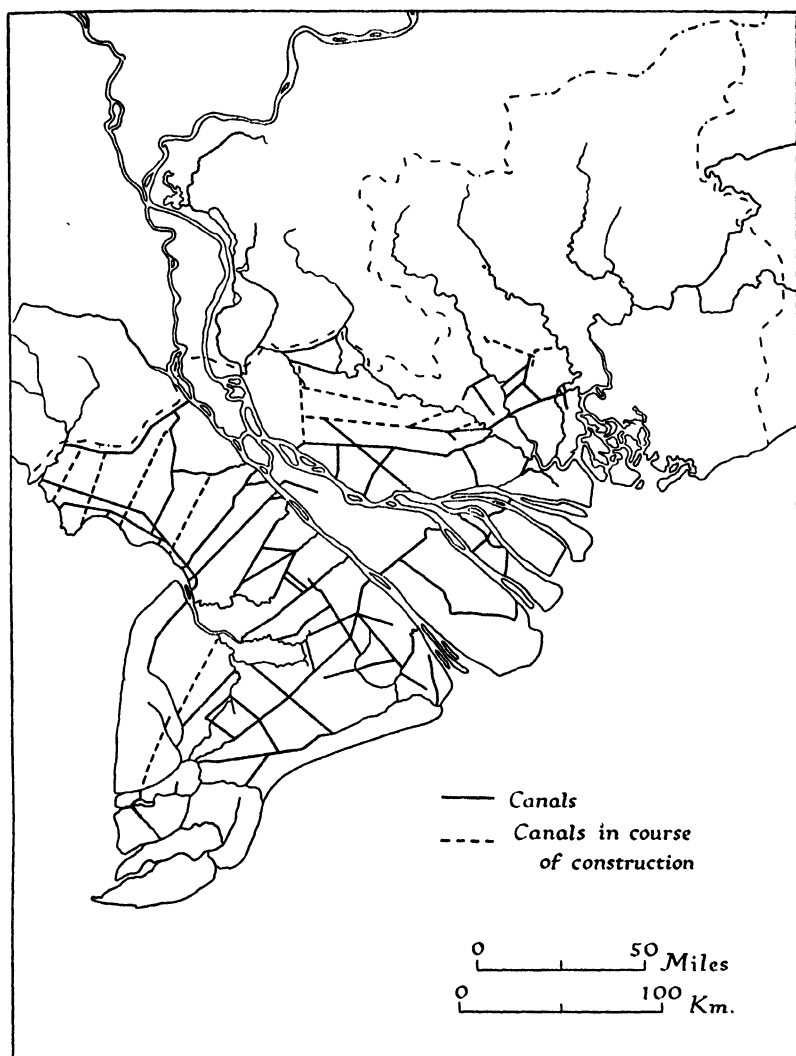 Canals
Canals in course
of construction
0 50 Miles
0 100 Km.